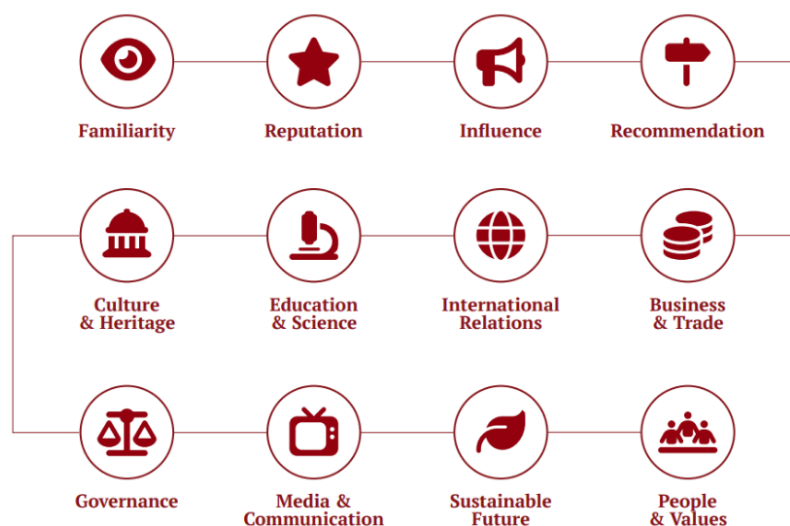 Familiarity
Reputation
Influence
Recommendation
Culture
& Heritage
Education
& Science
International
Relations
Business
& Trade
Governance
Media &
Communication
Sustainable
Future
People
& Values